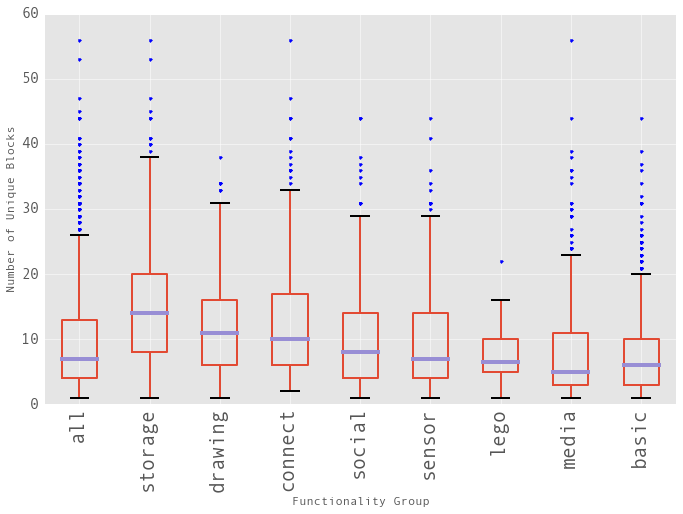 60
50
40
30
20
10
0
Number of Unique Blocks
all
storage
drawing
connect
social
sensor
lego
media
basic
Functionality Group